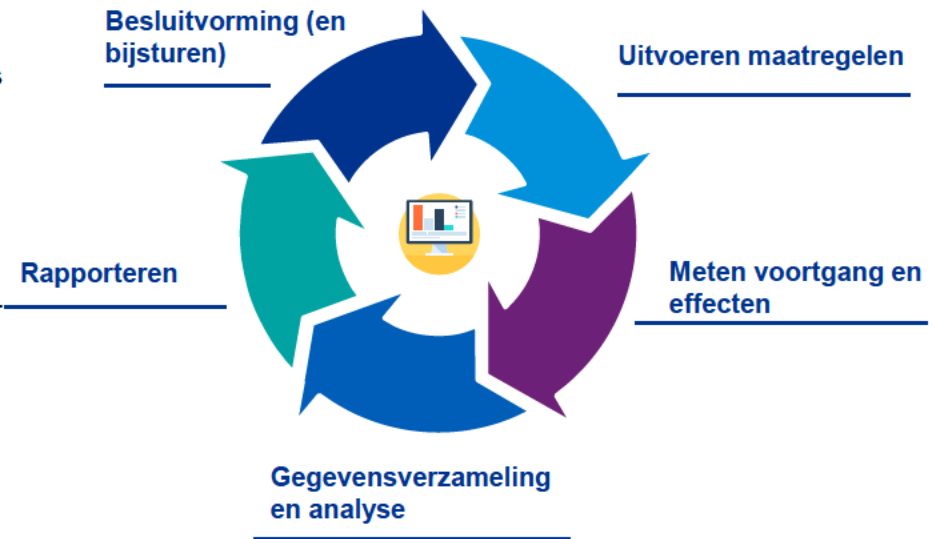 Besluitvorming (en
bijsturen)
Uitvoeren maatregelen
Rapporteren
Meten voortgang en
effecten
Gegevensverzameling
en analyse